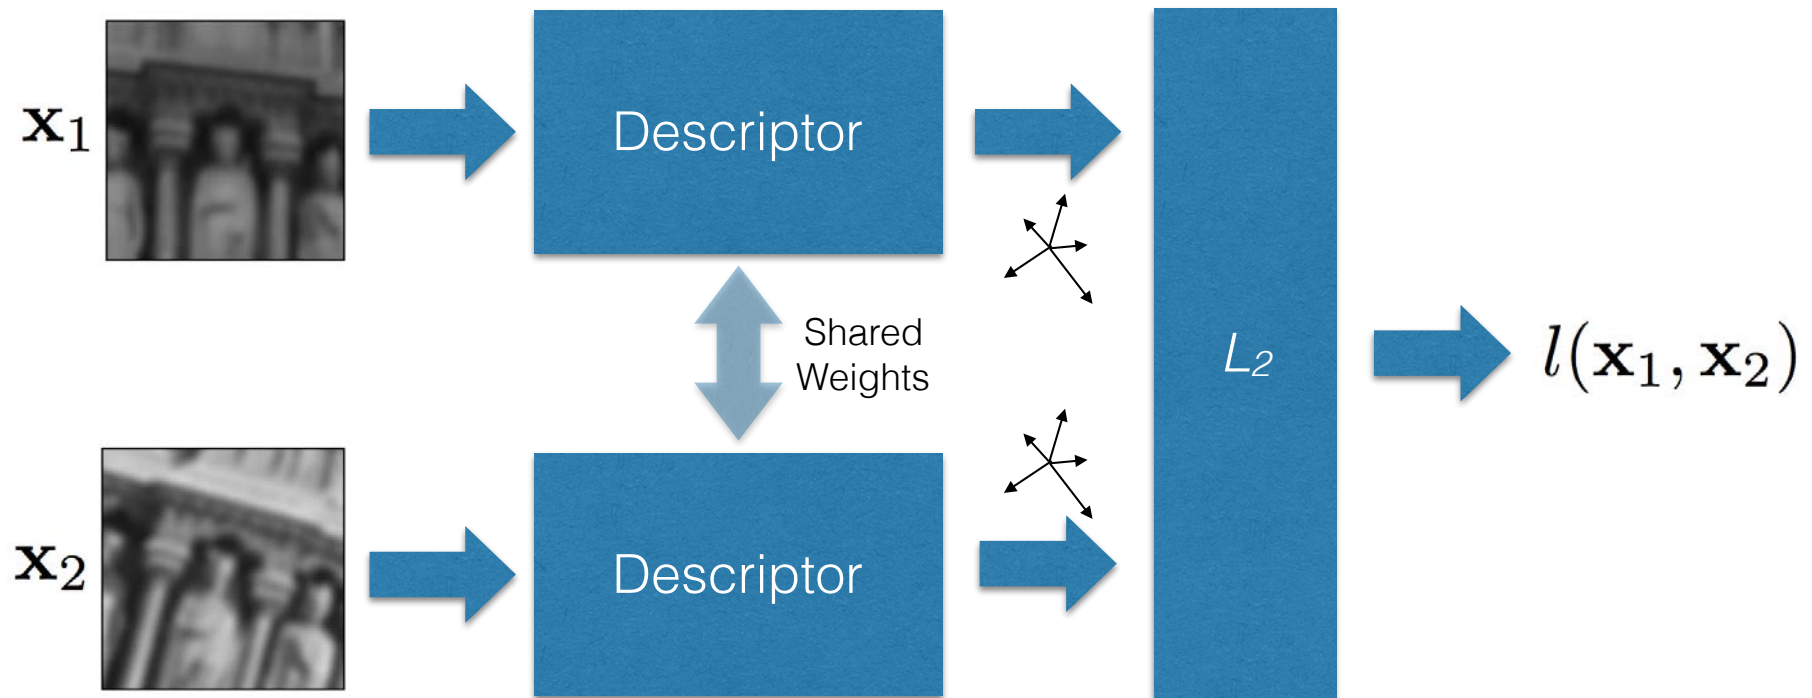 x₁
Descriptor
Shared
Weights
L₂
l(x₁, x₂)
x₂
Descriptor